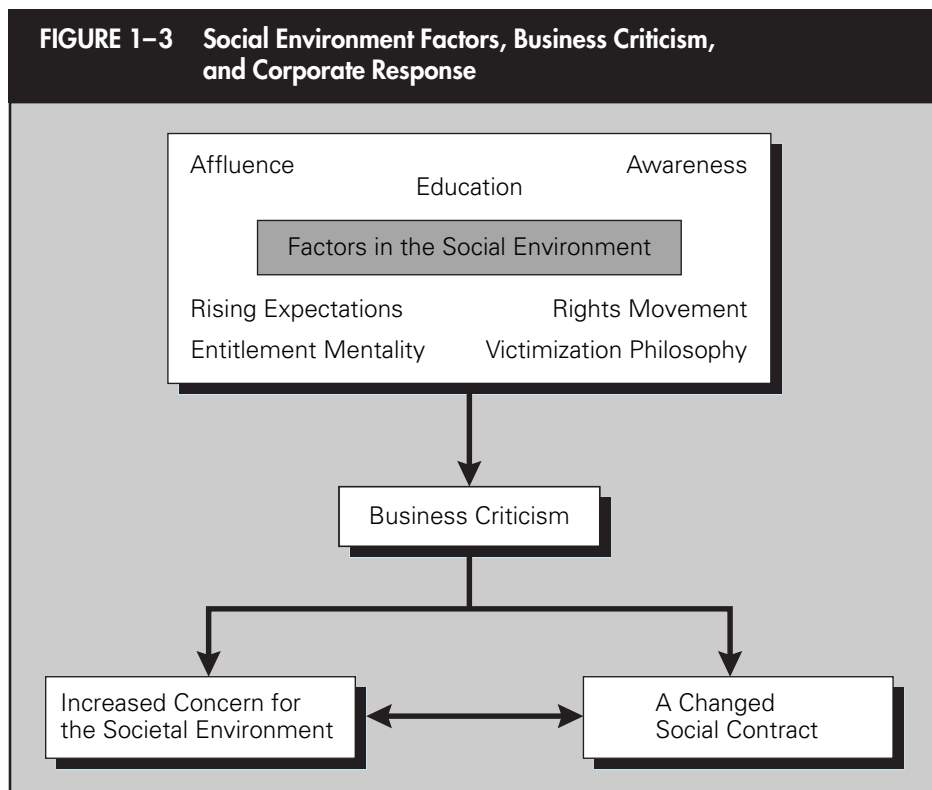 FIGURE 1–3 Social Environment Factors, Business Criticism,
and Corporate Response
Affluence Awareness
Education
Factors in the Social Environment
Rising Expectations Rights Movement
Entitlement Mentality Victimization Philosophy
Business Criticism
Increased Concern for
the Societal Environment
A Changed
Social Contract